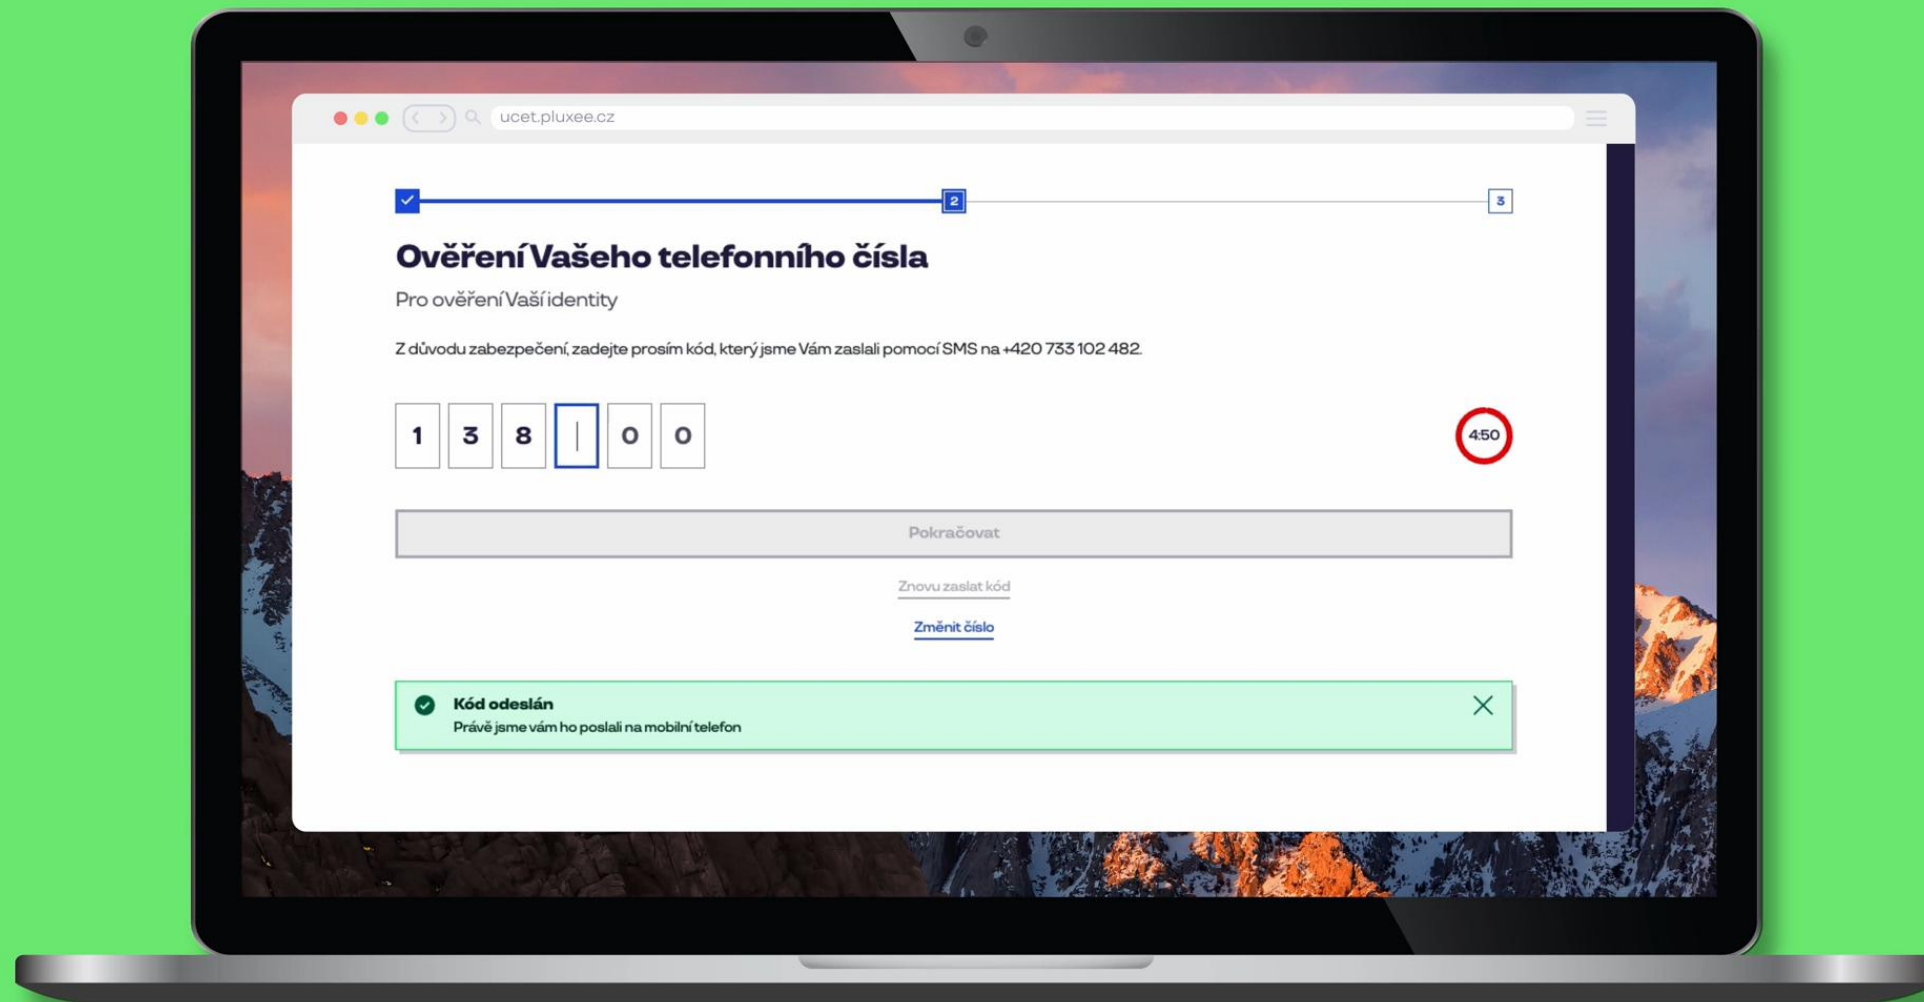 ucet.pluxee.cz
2
3
Ověření Vašeho telefonního čísla
Pro ověření Vaší identity
Z důvodu zabezpečení, zadejte prosím kód, který jsme Vám zaslali pomocí SMS na +420 733 102 482.
1 3 8 0 0
4:50
Pokračovat
Znovu zaslat kód
Změnit číslo
Kód odeslán
Právě jsme vám ho poslali na mobilní telefon